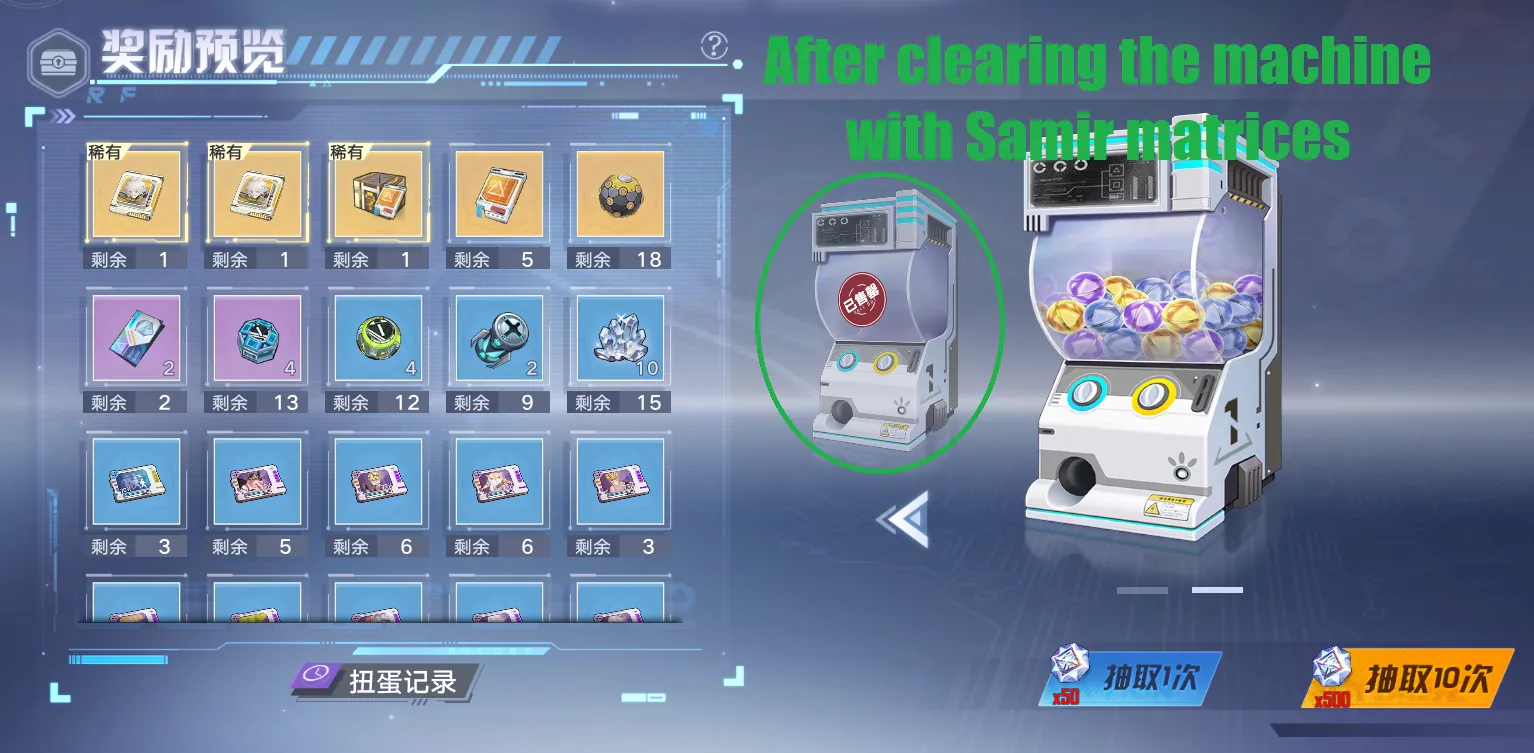 奖励预览
R F
After clearing the machine
with Samir matrices
稀有 稀有 稀有
剩余 1 剩余 1 剩余 1 剩余 5 剩余 18
2 4 4 2 10
剩余 2 剩余 13 剩余 12 剩余 9 剩余 15
剩余 3 剩余 5 剩余 6 剩余 6 剩余 3
已售罄
扭蛋记录
x50 抽取1次
x500 抽取10次